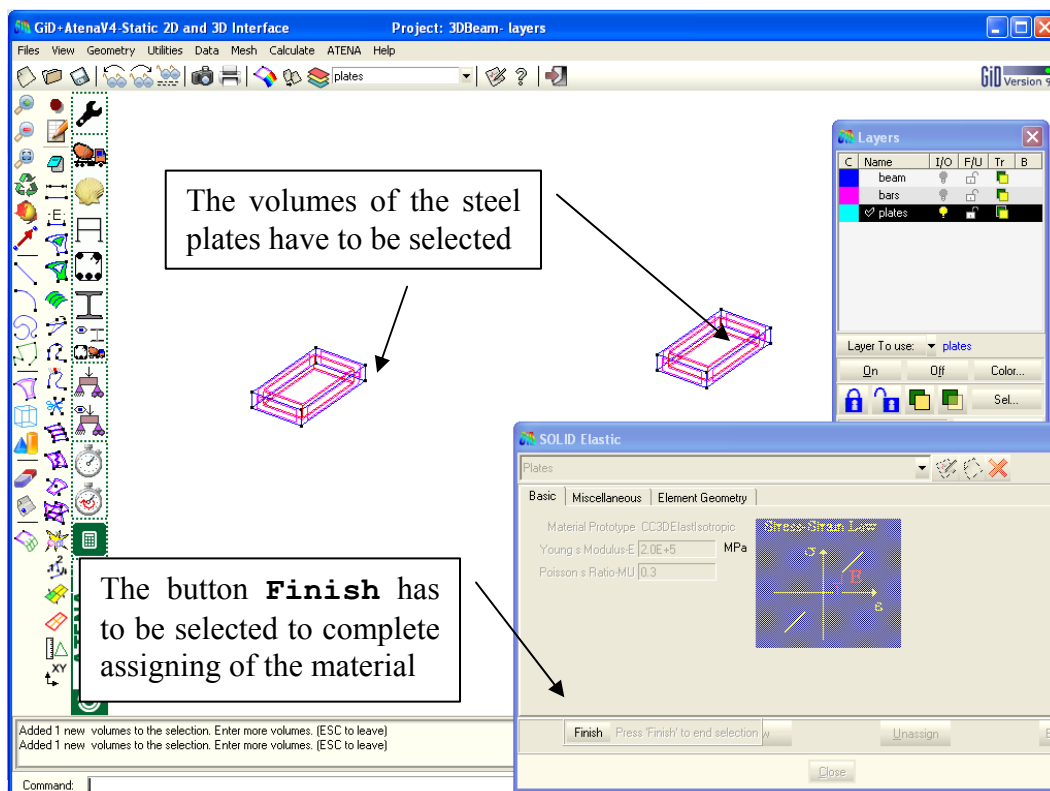 GiD+AtenaV4-Static 2D and 3D Interface Project: 3DBeam- layers
Files View Geometry Utilities Data Mesh Calculate ATENA Help
plates
GiD Version 9
Layers
C Name I/O F/U Tr B
beam
bars
plates
The volumes of the steel
plates have to be selected
Layer To use: plates
On Off Color...
Sel...
SOLID Elastic
Plates
Basic Miscellaneous Element Geometry
Material Prototype CC3DElastIsotropic
Young s Modulus-E 2.0E+5 MPa
Poisson s Ratio-MU 0.3
Stress-Strain Law
σ
E
ε
The button Finish has
to be selected to complete
assigning of the material
Finish Press 'Finish' to end selection w Unassign E
Close
Added 1 new volumes to the selection. Enter more volumes. (ESC to leave)
Added 1 new volumes to the selection. Enter more volumes. (ESC to leave)
Command:
E
XY